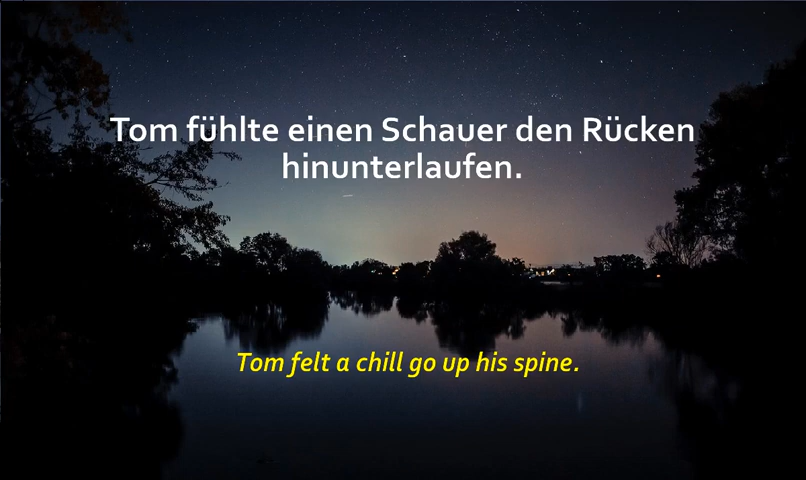 Tom fühlte einen Schauer den Rücken
hinunterlaufen.
Tom felt a chill go up his spine.